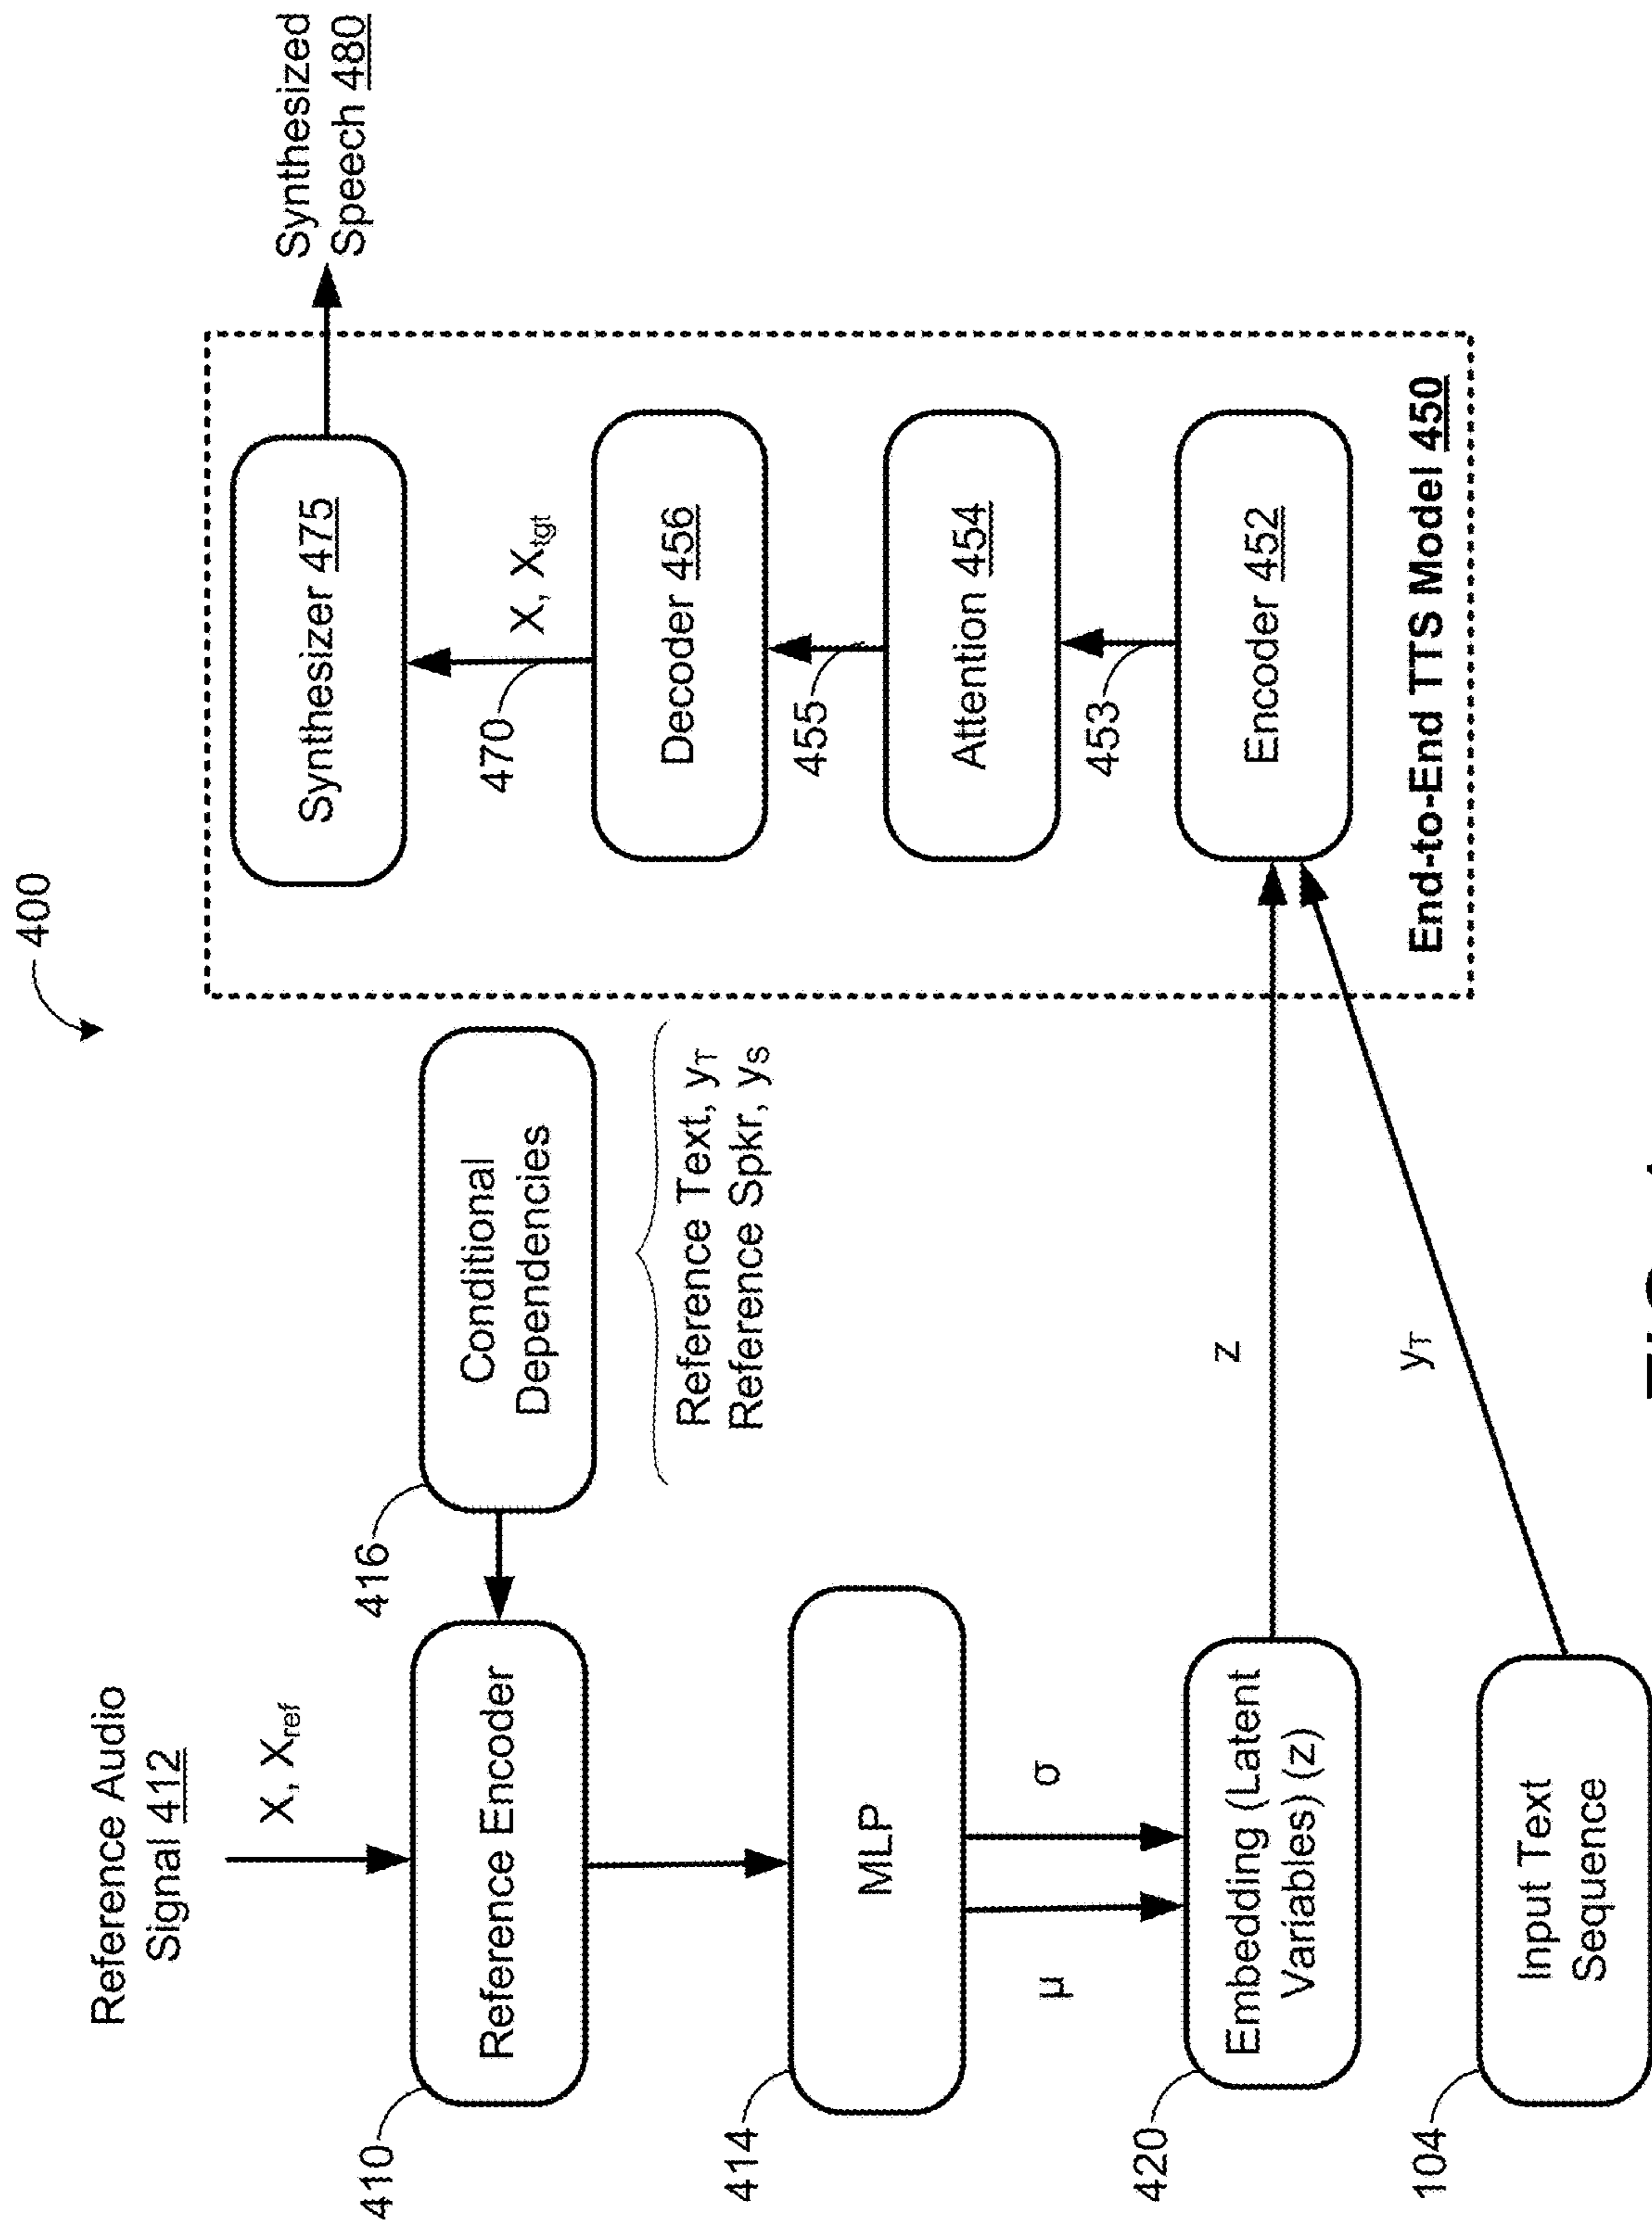 400
Reference Audio
Signal 412
X, Xref
410
Reference Encoder
416
Conditional
Dependencies
Reference Text, yT
Reference Spkr, yS
414
MLP
μ
σ
420
Embedding (Latent
Variables) (z)
z
104
Input Text
Sequence
yT
Synthesized
Speech 480
Synthesizer 475
470
X, Xtgt
Decoder 456
455
Attention 454
453
Encoder 452
End-to-End TTS Model 450